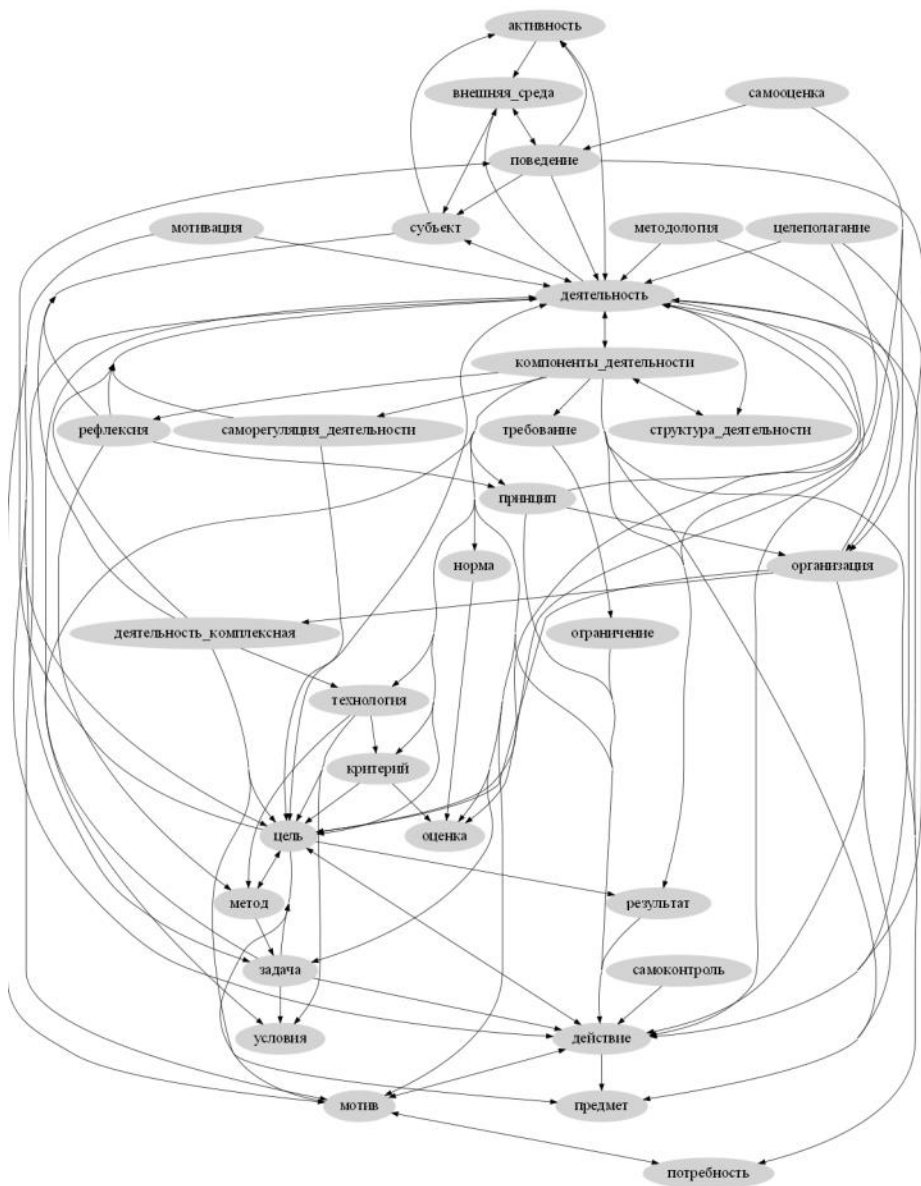 активность
внешняя_среда
самооценка
поведение
мотивация
субъект
методология
целеполагание
деятельность
компоненты_деятельности
рефлексия
саморегуляция_деятельности
требование
структура_деятельности
принцип
норма
организация
деятельность_комплексная
ограничение
технология
критерий
цель
оценка
метод
результат
задача
самоконтроль
условия
действие
мотив
предмет
потребность